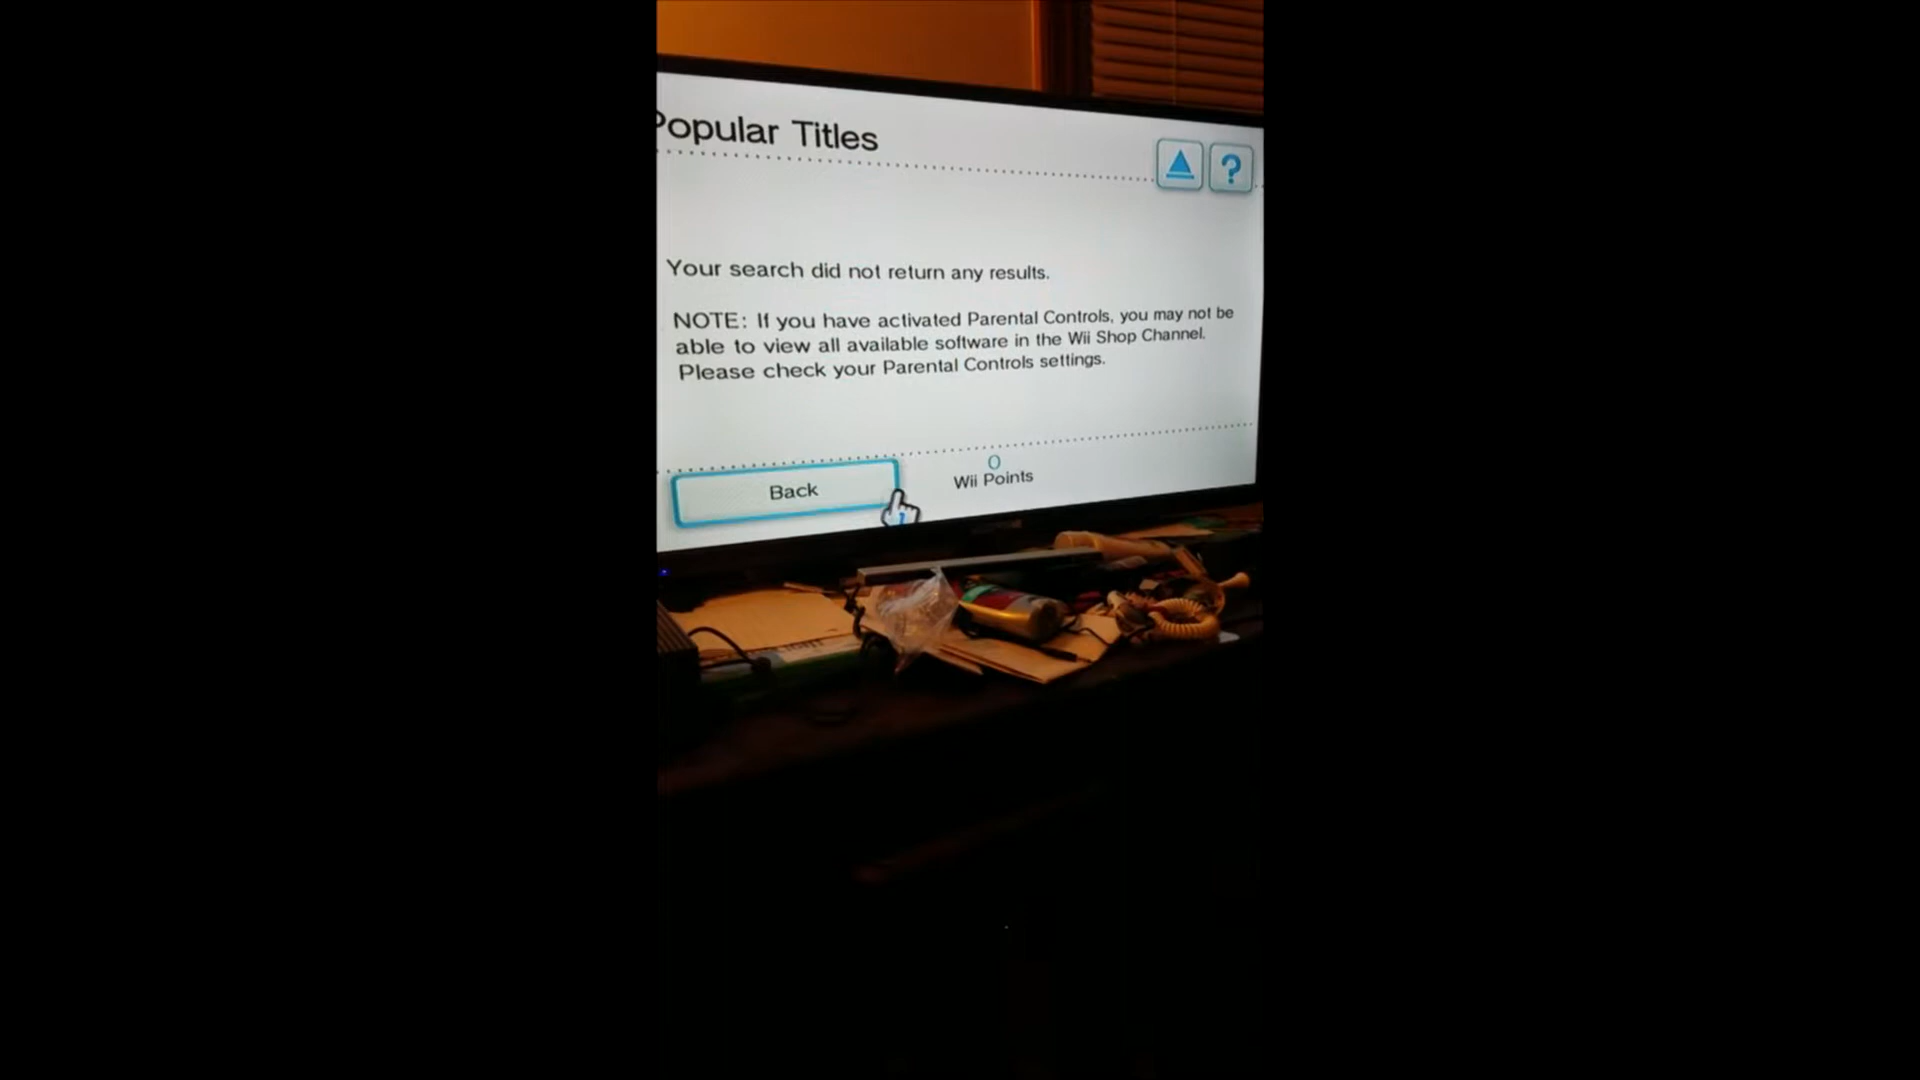 Popular Titles
?
Your search did not return any results.
NOTE: If you have activated Parental Controls, you may not be
able to view all available software in the Wii Shop Channel.
Please check your Parental Controls settings.
Back
0
Wii Points